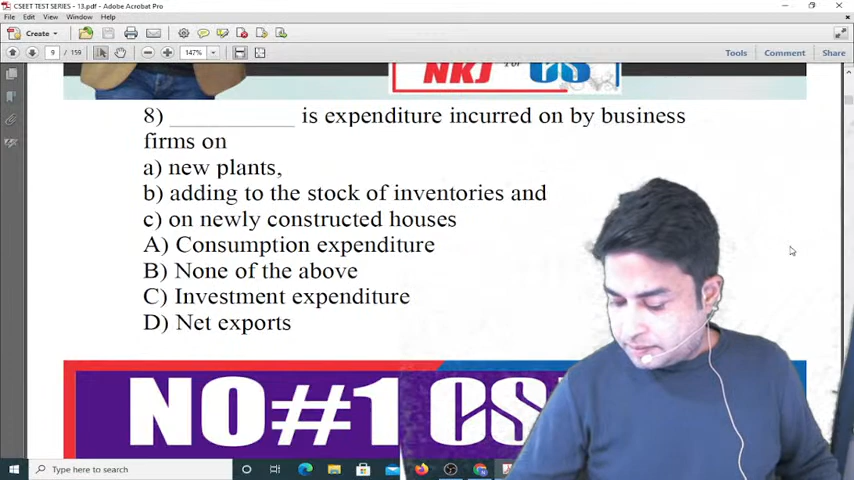 CSEET TEST SERIES - 13.pdf - Adobe Acrobat Pro
File Edit View Window Help
Create
9 / 159 147% Tools Comment Share
NKJ For CS
8) __________ is expenditure incurred on by business
firms on
a) new plants,
b) adding to the stock of inventories and
c) on newly constructed houses
A) Consumption expenditure
B) None of the above
C) Investment expenditure
D) Net exports
NO#1 CS
Type here to search